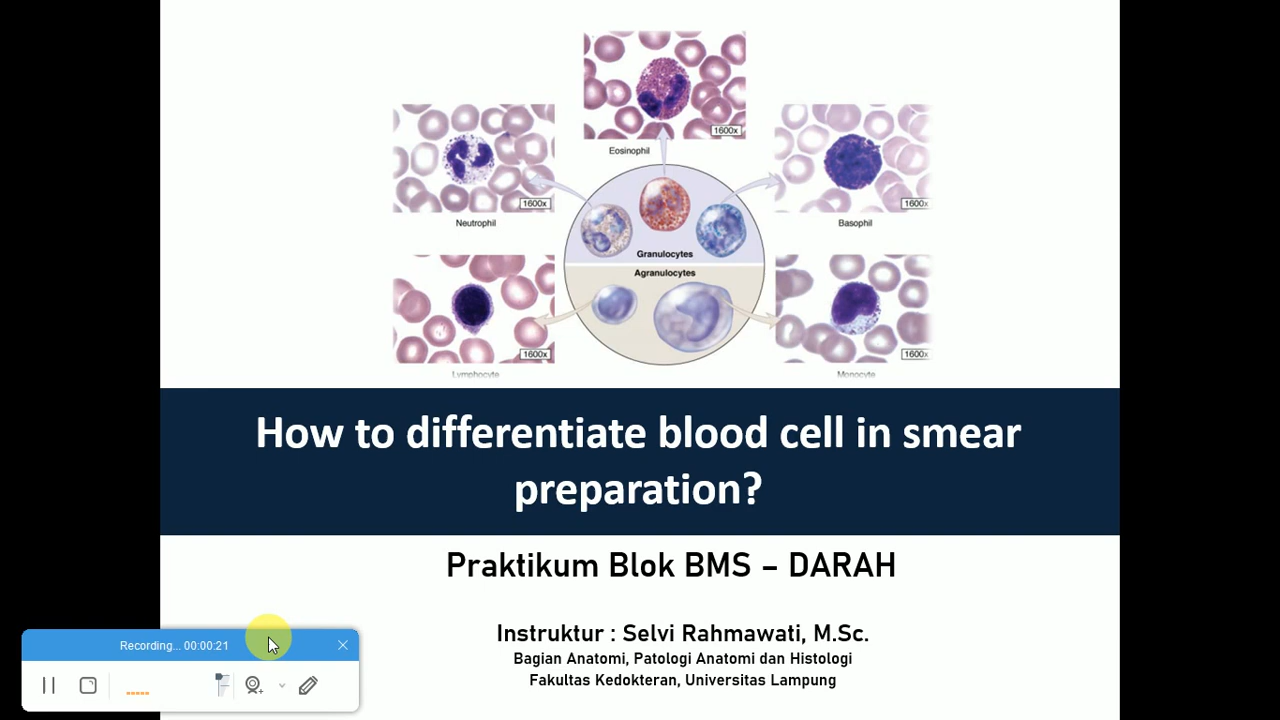 1600x
Eosinophil
1600x
1600x
Neutrophil
Basophil
Granulocytes
Agranulocytes
1600x
1600x
Lymphocyte
Monocyte
How to differentiate blood cell in smear
preparation?
Praktikum Blok BMS – DARAH
Instruktur : Selvi Rahmawati, M.Sc.
Bagian Anatomi, Patologi Anatomi dan Histologi
Fakultas Kedokteran, Universitas Lampung
Recording... 00:00:21